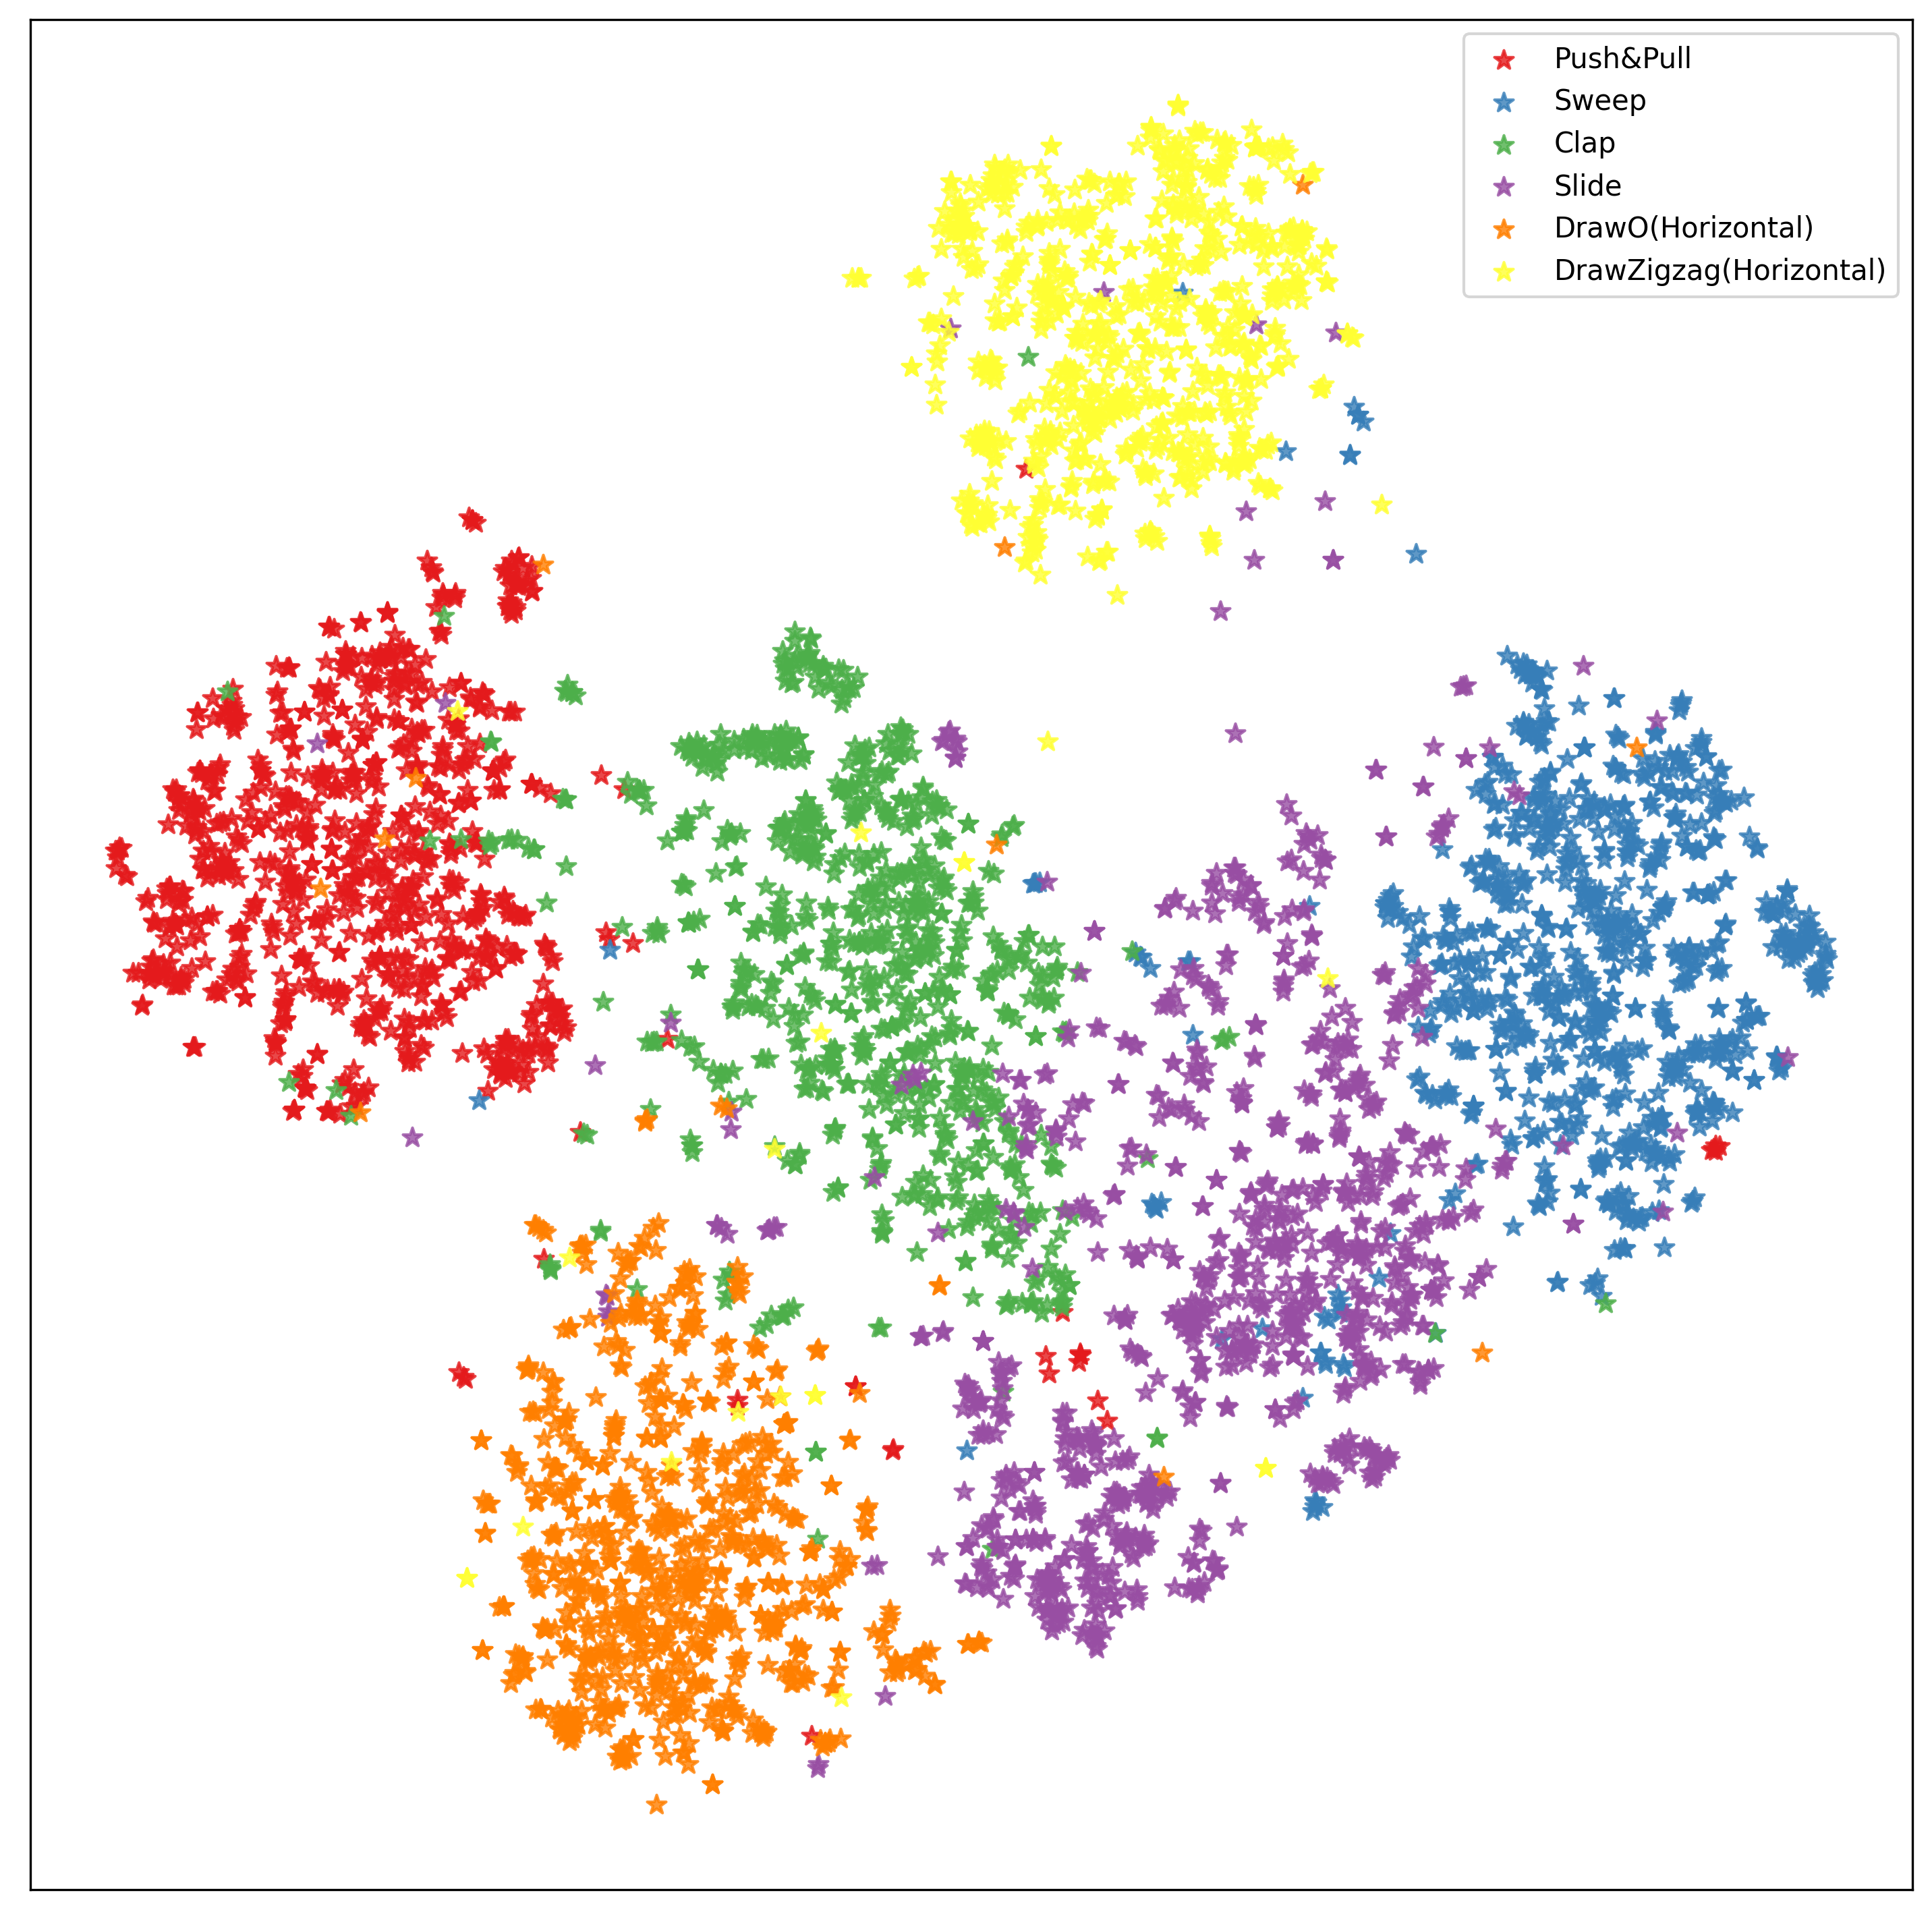 Push&Pull
Sweep
Clap
Slide
DrawO(Horizontal)
DrawZigzag(Horizontal)